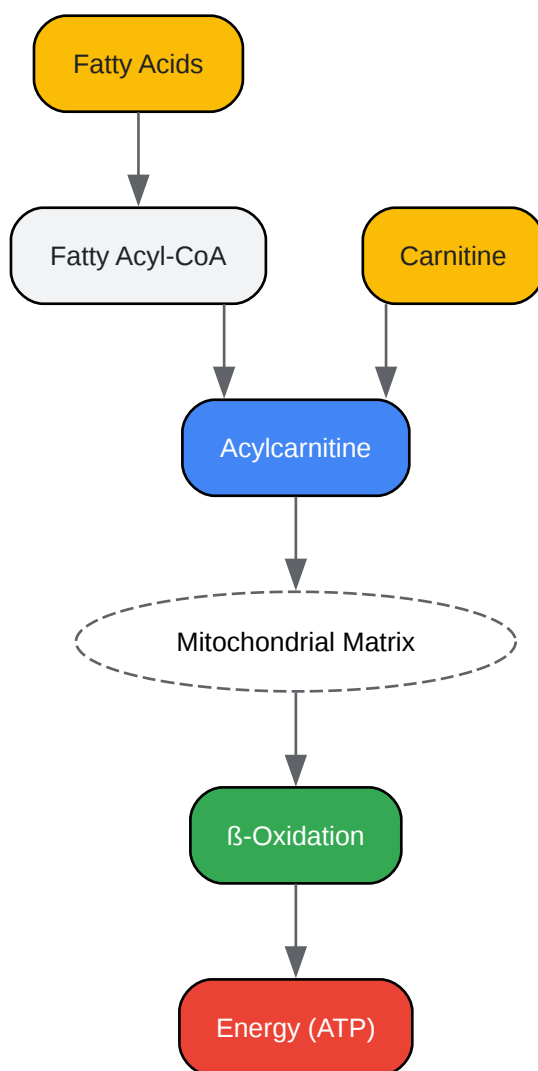 Fatty Acids
Fatty Acyl-CoA
Carnitine
Acylcarnitine
Mitochondrial Matrix
ß-Oxidation
Energy (ATP)